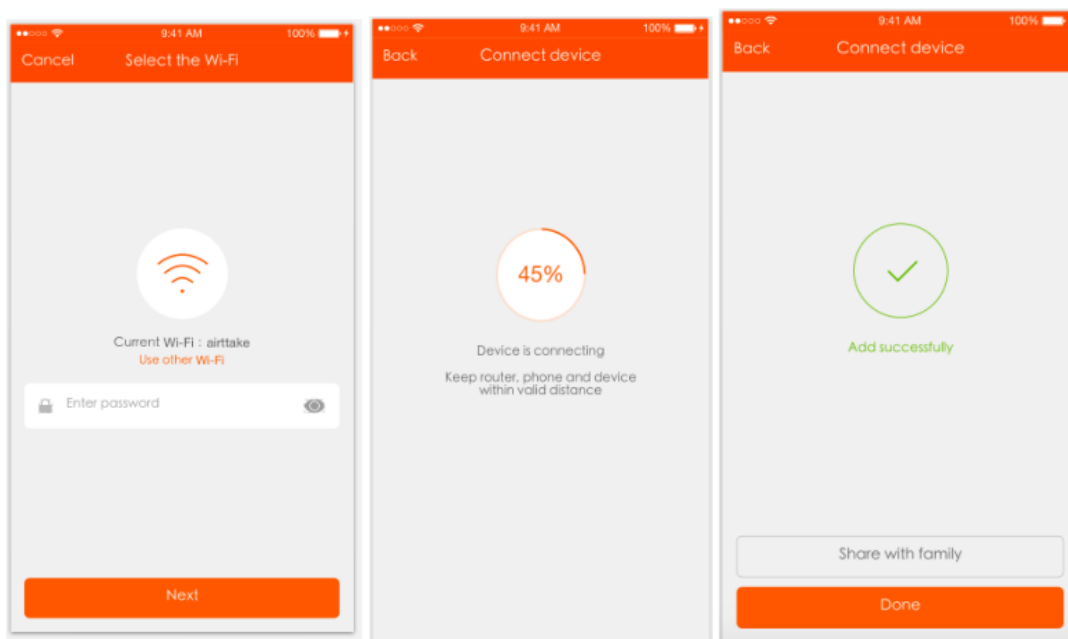 9:41 AM 100%
Cancel Select the Wi-Fi
Current Wi-Fi : airttake
Use other Wi-Fi
Enter password
Next
9:41 AM 100%
Back Connect device
45%
Device is connecting
Keep router, phone and device
within valid distance
9:41 AM 100%
Back Connect device
Add successfully
Share with family
Done